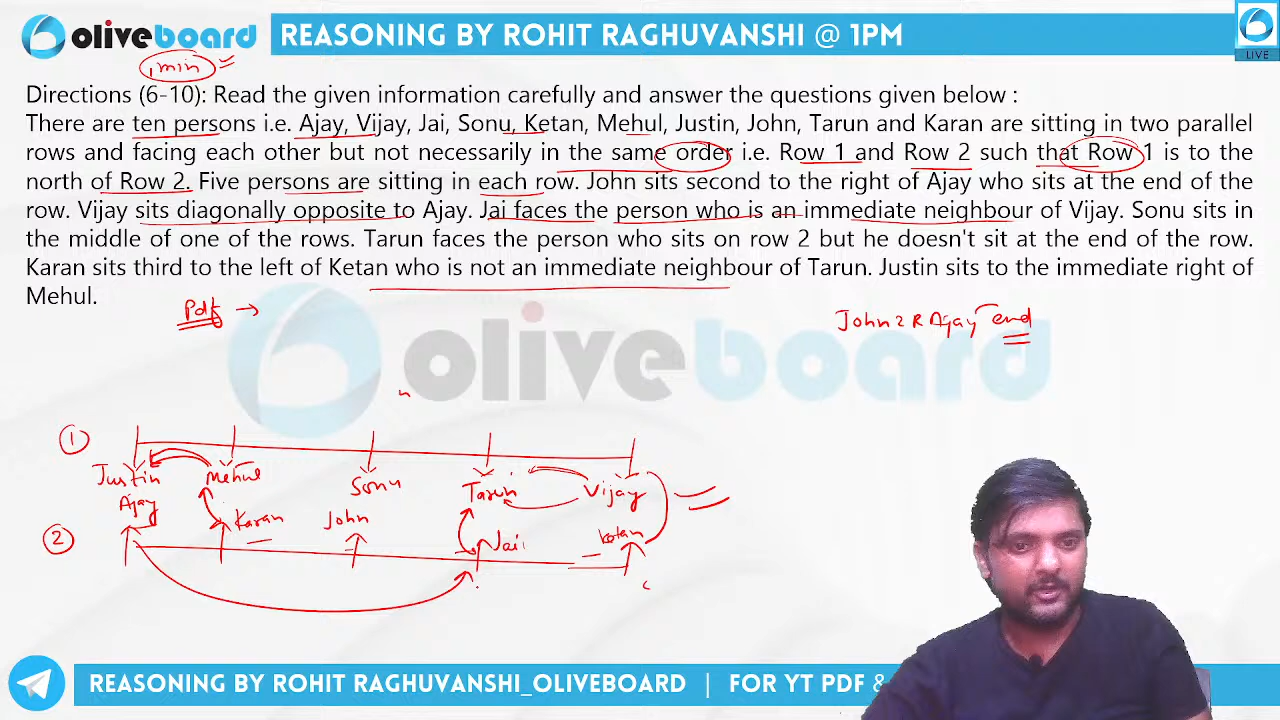 oliveboard REASONING BY ROHIT RAGHUVANSHI @ 1PM
LIVE
1 min
Directions (6-10): Read the given information carefully and answer the questions given below :
There are ten persons i.e. Ajay, Vijay, Jai, Sonu, Ketan, Mehul, Justin, John, Tarun and Karan are sitting in two parallel
rows and facing each other but not necessarily in the same order i.e. Row 1 and Row 2 such that Row 1 is to the
north of Row 2. Five persons are sitting in each row. John sits second to the right of Ajay who sits at the end of the
row. Vijay sits diagonally opposite to Ajay. Jai faces the person who is an immediate neighbour of Vijay. Sonu sits in
the middle of one of the rows. Tarun faces the person who sits on row 2 but he doesn't sit at the end of the row.
Karan sits third to the left of Ketan who is not an immediate neighbour of Tarun. Justin sits to the immediate right of
Mehul.
Pdf →
John 2 R Ajay end
oliveboard
1
Justin Mehul Sonu Tarun Vijay
Ajay Karan John Jai ketan
2
REASONING BY ROHIT RAGHUVANSHI_OLIVEBOARD | FOR YT PDF &